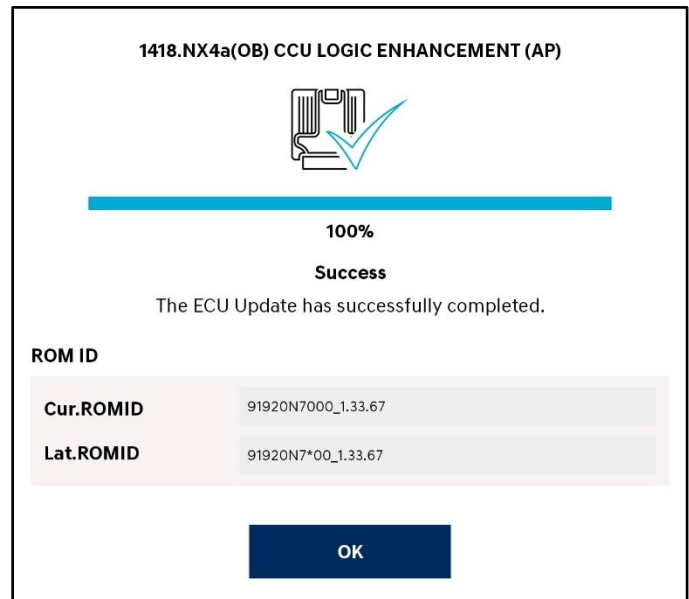 1418.NX4a(OB) CCU LOGIC ENHANCEMENT (AP)
100%
Success
The ECU Update has successfully completed.
ROM ID
Cur.ROMID 91920N7000_1.33.67
Lat.ROMID 91920N7*00_1.33.67
OK